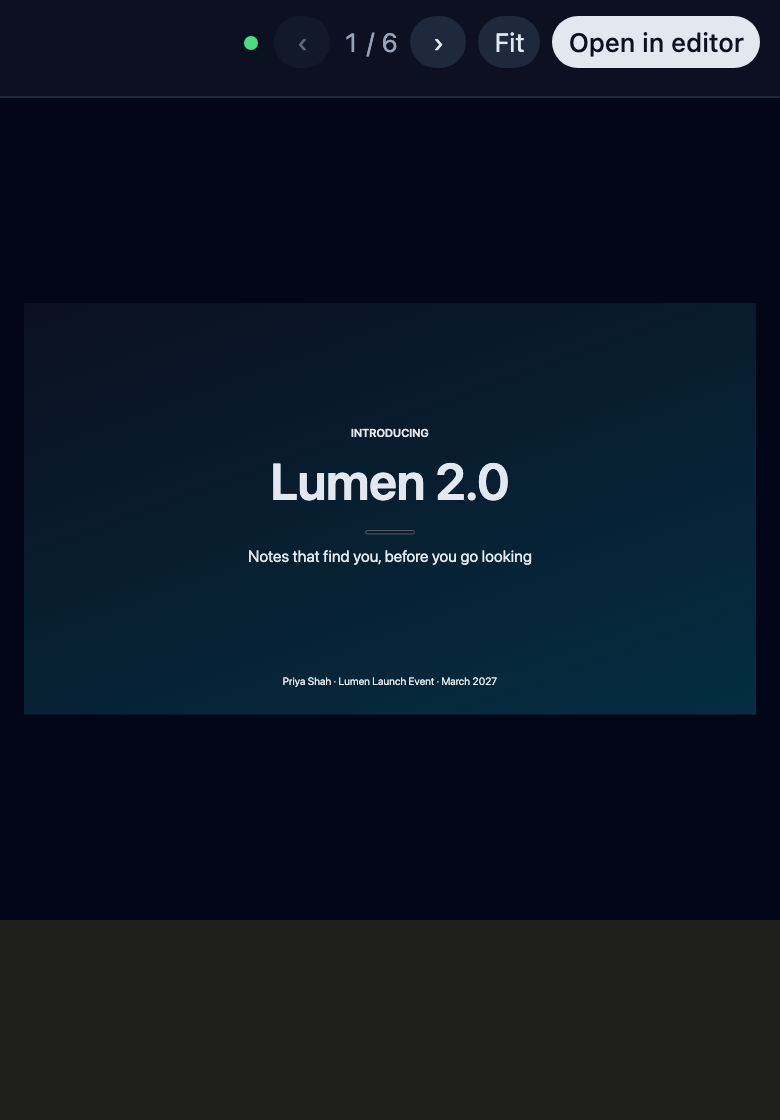 ‹ 1 / 6 › Fit Open in editor
INTRODUCING
Lumen 2.0
Notes that find you, before you go looking
Priya Shah · Lumen Launch Event · March 2027